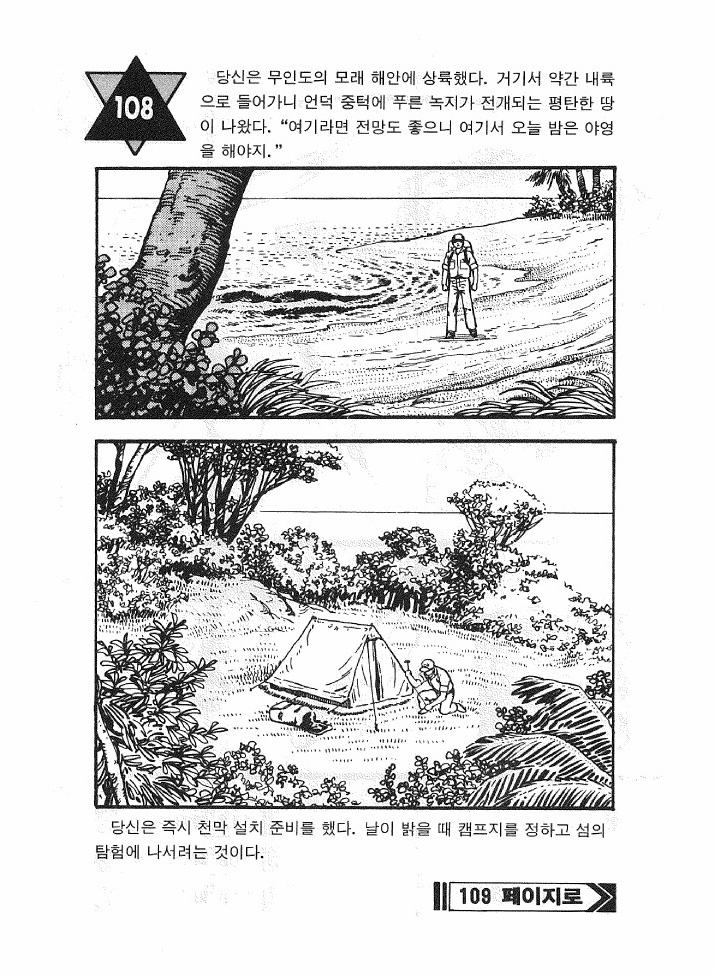 108
당신은 무인도의 모래 해안에 상륙했다. 거기서 약간 내륙
으로 들어가니 언덕 중턱에 푸른 녹지가 전개되는 평탄한 땅
이 나왔다. “여기라면 전망도 좋으니 여기서 오늘 밤은 야영
을 해야지.”
당신은 즉시 천막 설치 준비를 했다. 날이 밝을 때 캠프지를 정하고 섬의
탐험에 나서려는 것이다.
109 페이지로